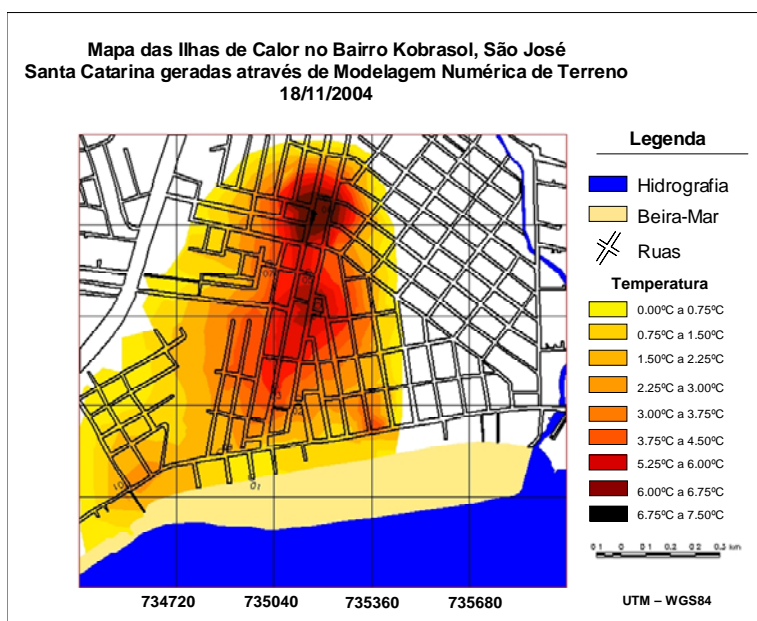 Mapa das Ilhas de Calor no Bairro Kobrasol, São José
Santa Catarina geradas através de Modelagem Numérica de Terreno
18/11/2004
Legenda
Hidrografia
Beira-Mar
Ruas
Temperatura
0.00ºC a 0.75ºC
0.75ºC a 1.50ºC
1.50ºC a 2.25ºC
2.25ºC a 3.00ºC
3.00ºC a 3.75ºC
3.75ºC a 4.50ºC
5.25ºC a 6.00ºC
6.00ºC a 6.75ºC
6.75ºC a 7.50ºC
734720 735040 735360 735680
UTM – WGS84